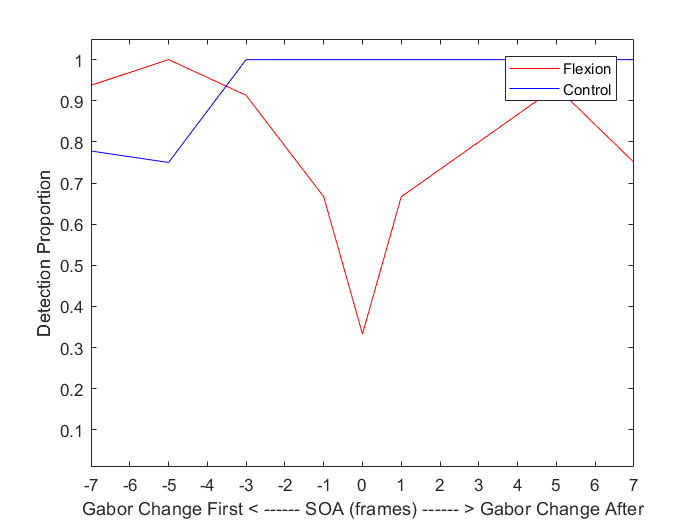 Flexion
Control
1
0.9
0.8
0.7
0.6
0.5
0.4
0.3
0.2
0.1
Detection Proportion
-7 -6 -5 -4 -3 -2 -1 0 1 2 3 4 5 6 7
Gabor Change First < ------ SOA (frames) ------ > Gabor Change After